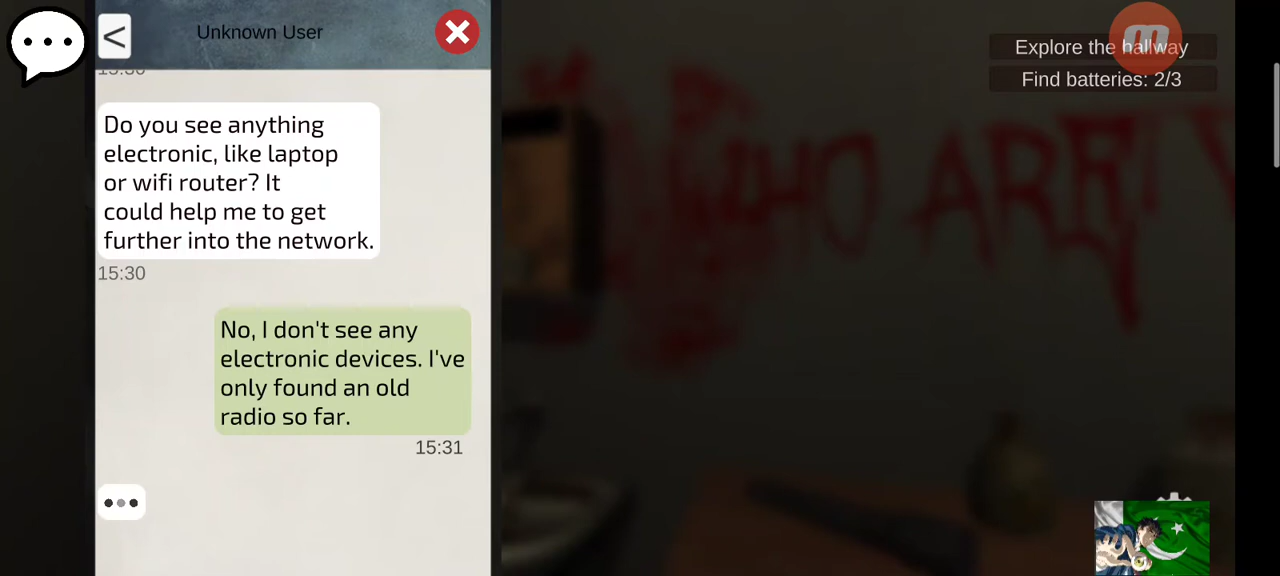 Unknown User
15:30
Do you see anything
electronic, like laptop
or wifi router? It
could help me to get
further into the network.
15:30
No, I don't see any
electronic devices. I've
only found an old
radio so far.
15:31
Explore the hallway
Find batteries: 2/3
WHO ARE